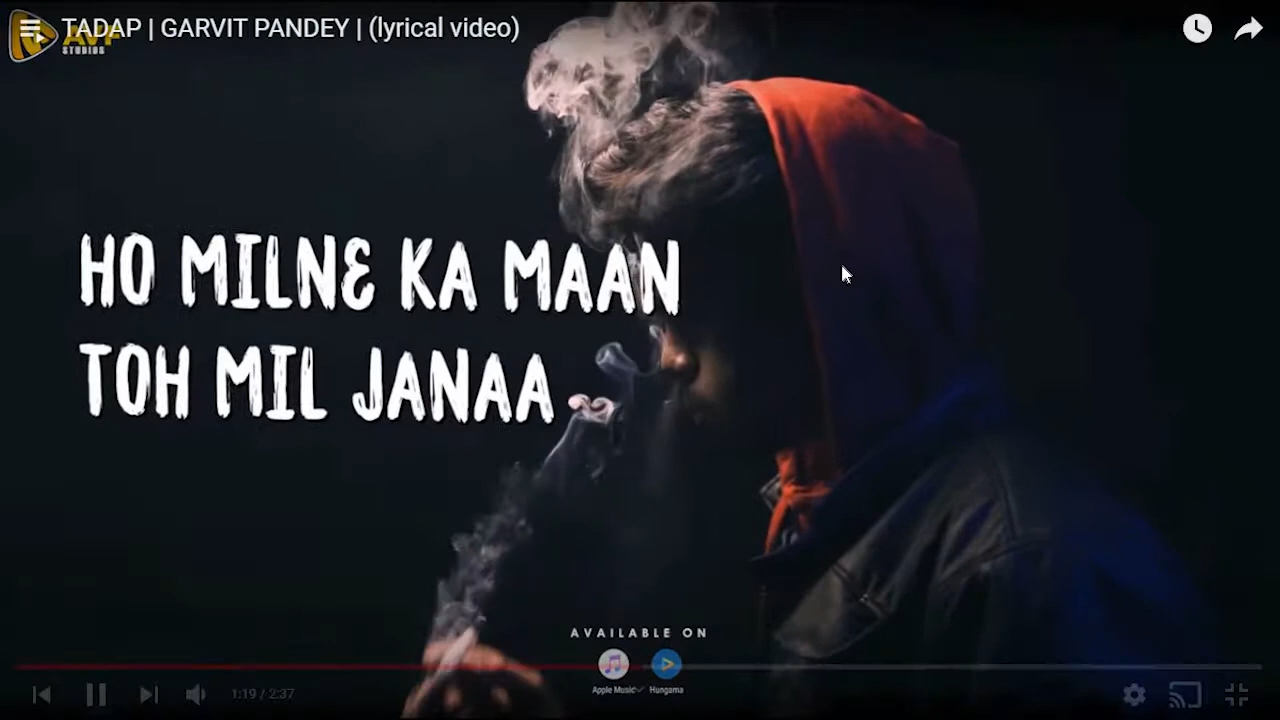 TADAP | GARVIT PANDEY | (lyrical video)
STUDIOS
HO MILNE KA MAAN
TOH MIL JANAA
AVAILABLE ON
Apple Music Hungama
1:19 / 2:37